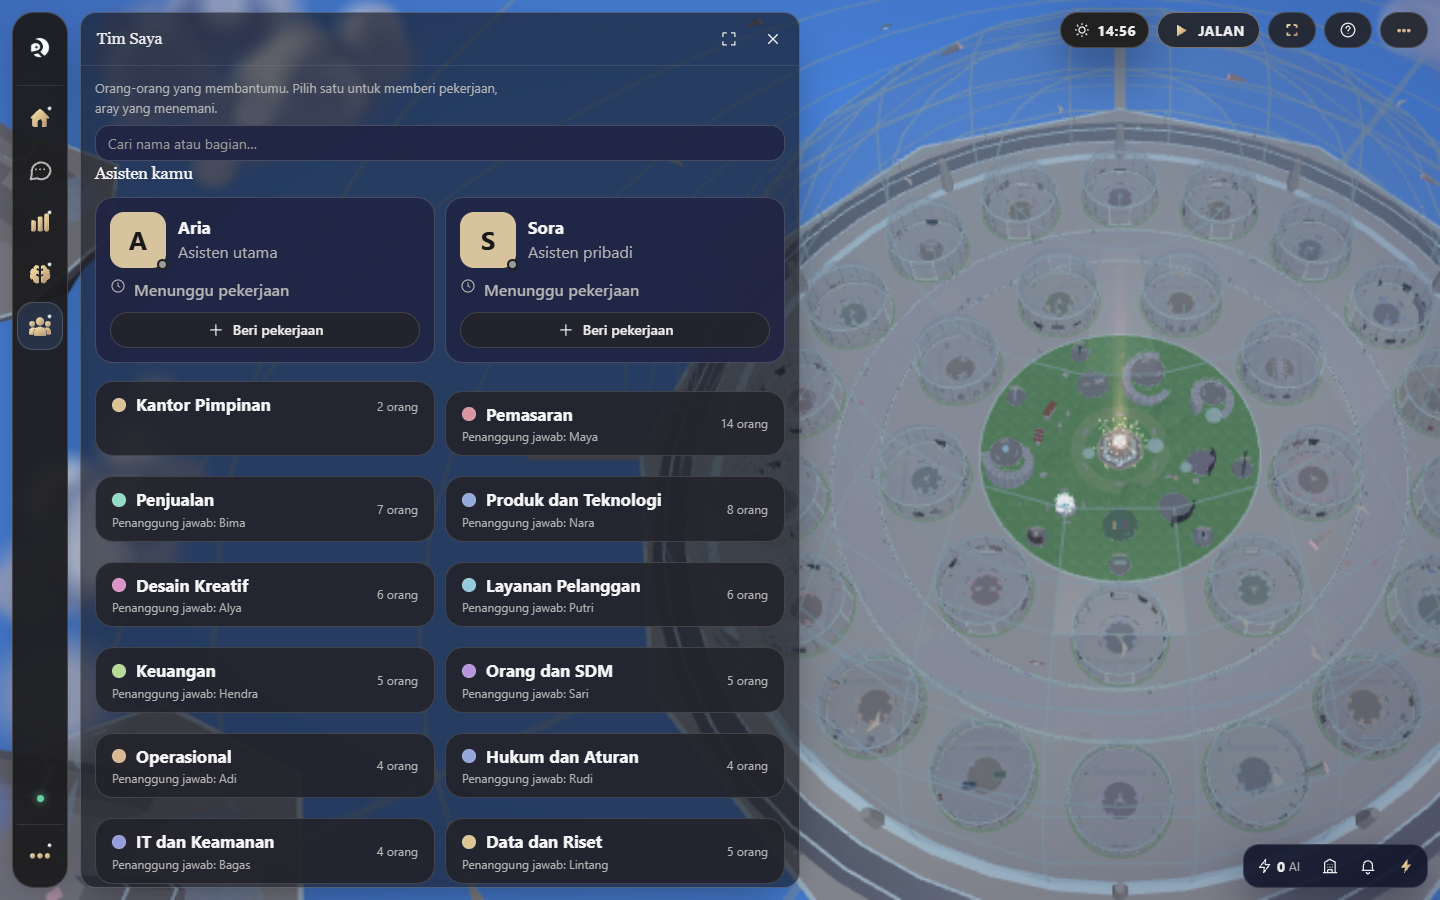 Tim Saya
14:56
JALAN
Orang-orang yang membantumu. Pilih satu untuk memberi pekerjaan,
aray yang menemani.
Cari nama atau bagian...
Asisten kamu
A
Aria
Asisten utama
Menunggu pekerjaan
Beri pekerjaan
S
Sora
Asisten pribadi
Menunggu pekerjaan
Beri pekerjaan
Kantor Pimpinan
2 orang
Pemasaran
Penanggung jawab: Maya
14 orang
Penjualan
Penanggung jawab: Bima
7 orang
Produk dan Teknologi
Penanggung jawab: Nara
8 orang
Desain Kreatif
Penanggung jawab: Alya
6 orang
Layanan Pelanggan
Penanggung jawab: Putri
6 orang
Keuangan
Penanggung jawab: Hendra
5 orang
Orang dan SDM
Penanggung jawab: Sari
5 orang
Operasional
Penanggung jawab: Adi
4 orang
Hukum dan Aturan
Penanggung jawab: Rudi
4 orang
IT dan Keamanan
Penanggung jawab: Bagas
4 orang
Data dan Riset
Penanggung jawab: Lintang
5 orang
0 AI